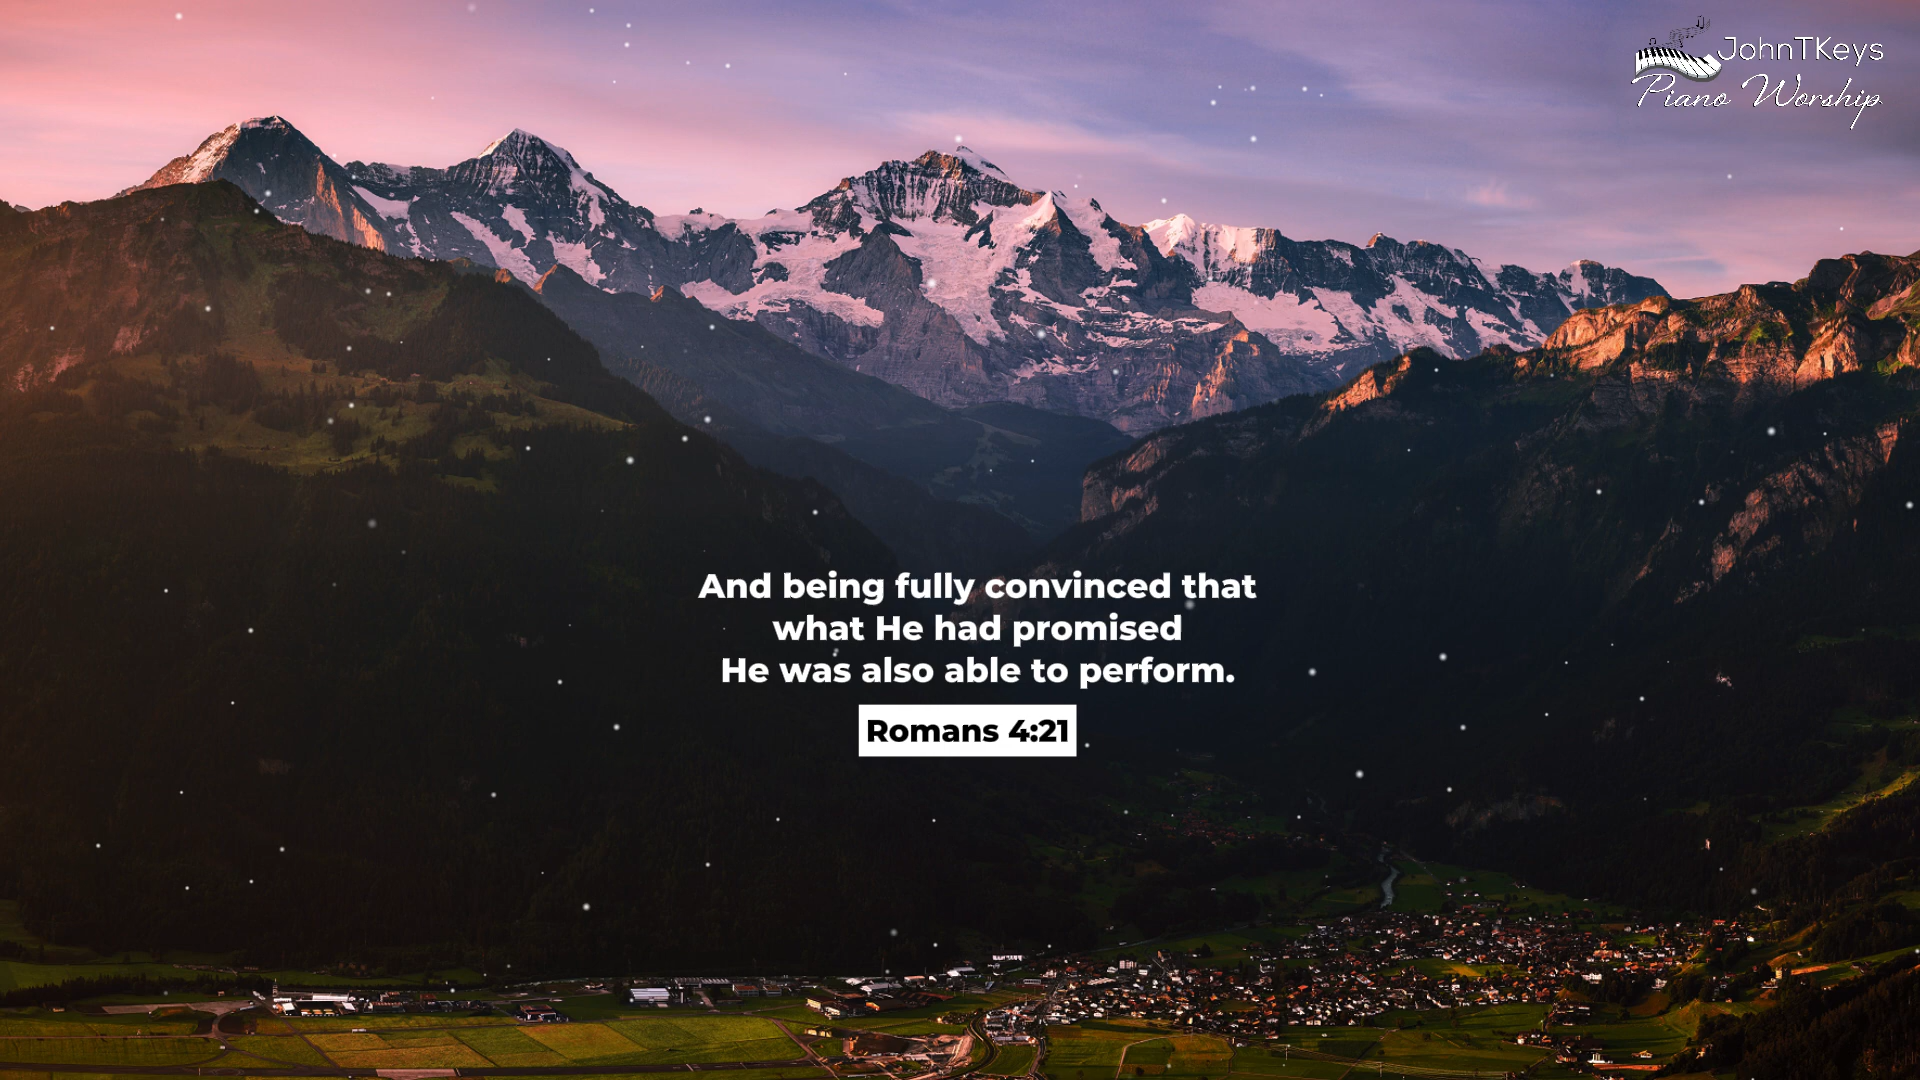 JohnTKeys
Piano Worship
And being fully convinced that
what He had promised
He was also able to perform.
Romans 4:21